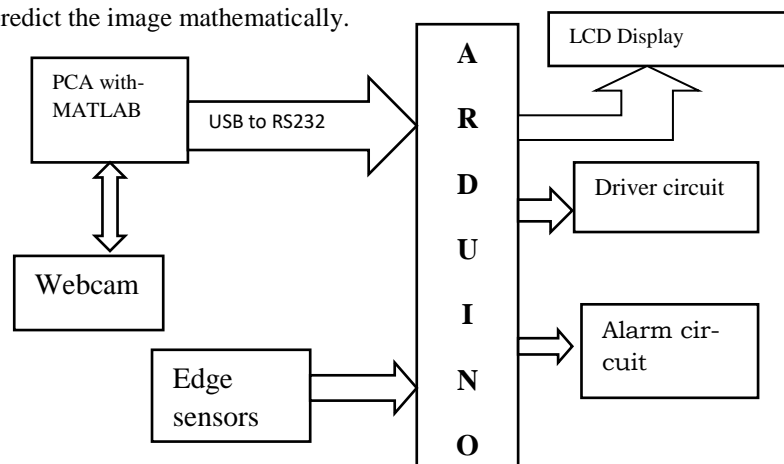 redict the image mathematically.
LCD Display
PCA with-
MATLAB
USB to RS232
A
R
D
U
I
N
O
Driver circuit
Webcam
Alarm cir-
cuit
Edge
sensors